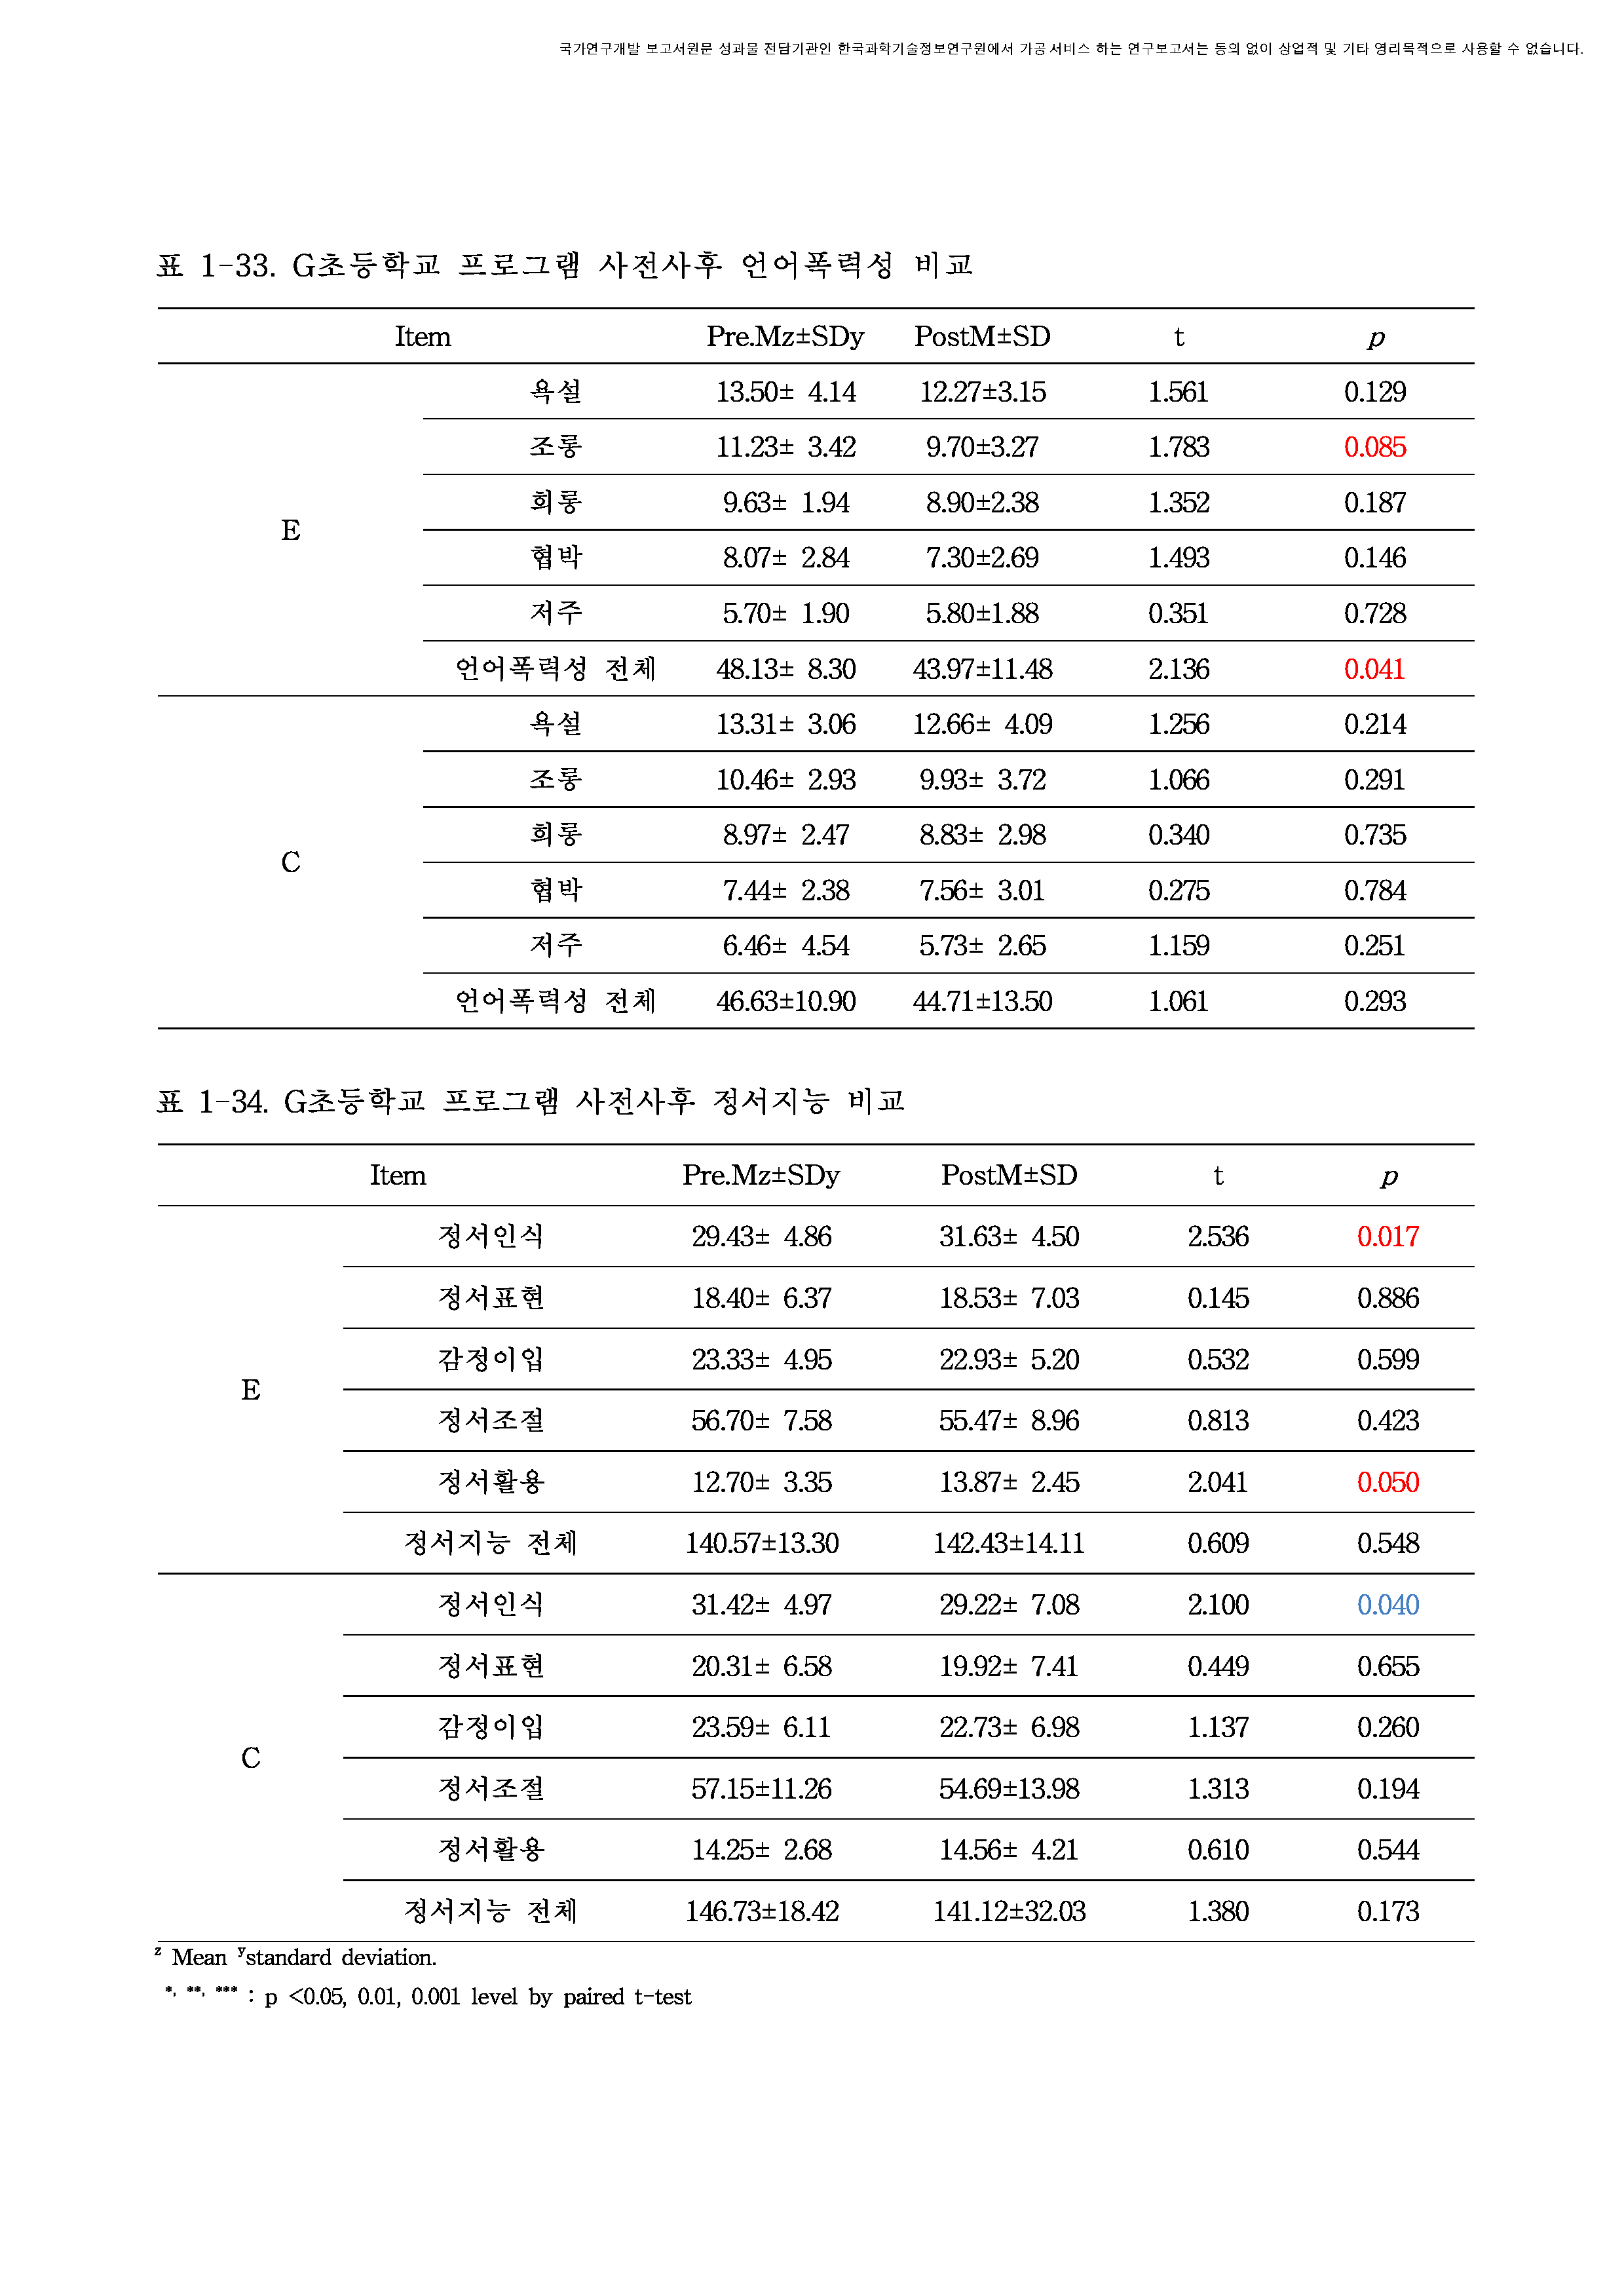 국가연구개발 보고서원문 성과물 전담기관인 한국과학기술정보연구원에서 가공·서비스 하는 연구보고서는 동의 없이 상업적 및 기타 영리목적으로 사용할 수 없습니다.
표 1-33. G초등학교 프로그램 사전사후 언어폭력성 비교
Item Pre.Mz±SDy PostM±SD t p
욕설 13.50± 4.14 12.27±3.15 1.561 0.129
조롱 11.23± 3.42 9.70±3.27 1.783 0.085
희롱 9.63± 1.94 8.90±2.38 1.352 0.187
E
협박 8.07± 2.84 7.30±2.69 1.493 0.146
저주 5.70± 1.90 5.80±1.88 0.351 0.728
언어폭력성 전체 48.13± 8.30 43.97±11.48 2.136 0.041
욕설 13.31± 3.06 12.66± 4.09 1.256 0.214
조롱 10.46± 2.93 9.93± 3.72 1.066 0.291
희롱 8.97± 2.47 8.83± 2.98 0.340 0.735
C
협박 7.44± 2.38 7.56± 3.01 0.275 0.784
저주 6.46± 4.54 5.73± 2.65 1.159 0.251
언어폭력성 전체 46.63±10.90 44.71±13.50 1.061 0.293
표 1-34. G초등학교 프로그램 사전사후 정서지능 비교
Item Pre.Mz±SDy PostM±SD t p
정서인식 29.43± 4.86 31.63± 4.50 2.536 0.017
정서표현 18.40± 6.37 18.53± 7.03 0.145 0.886
감정이입 23.33± 4.95 22.93± 5.20 0.532 0.599
E
정서조절 56.70± 7.58 55.47± 8.96 0.813 0.423
정서활용 12.70± 3.35 13.87± 2.45 2.041 0.050
정서지능 전체 140.57±13.30 142.43±14.11 0.609 0.548
정서인식 31.42± 4.97 29.22± 7.08 2.100 0.040
정서표현 20.31± 6.58 19.92± 7.41 0.449 0.655
감정이입 23.59± 6.11 22.73± 6.98 1.137 0.260
C
정서조절 57.15±11.26 54.69±13.98 1.313 0.194
정서활용 14.25± 2.68 14.56± 4.21 0.610 0.544
정서지능 전체 146.73±18.42 141.12±32.03 1.380 0.173
z Mean ystandard deviation.
*, **, *** : p <0.05, 0.01, 0.001 level by paired t-test